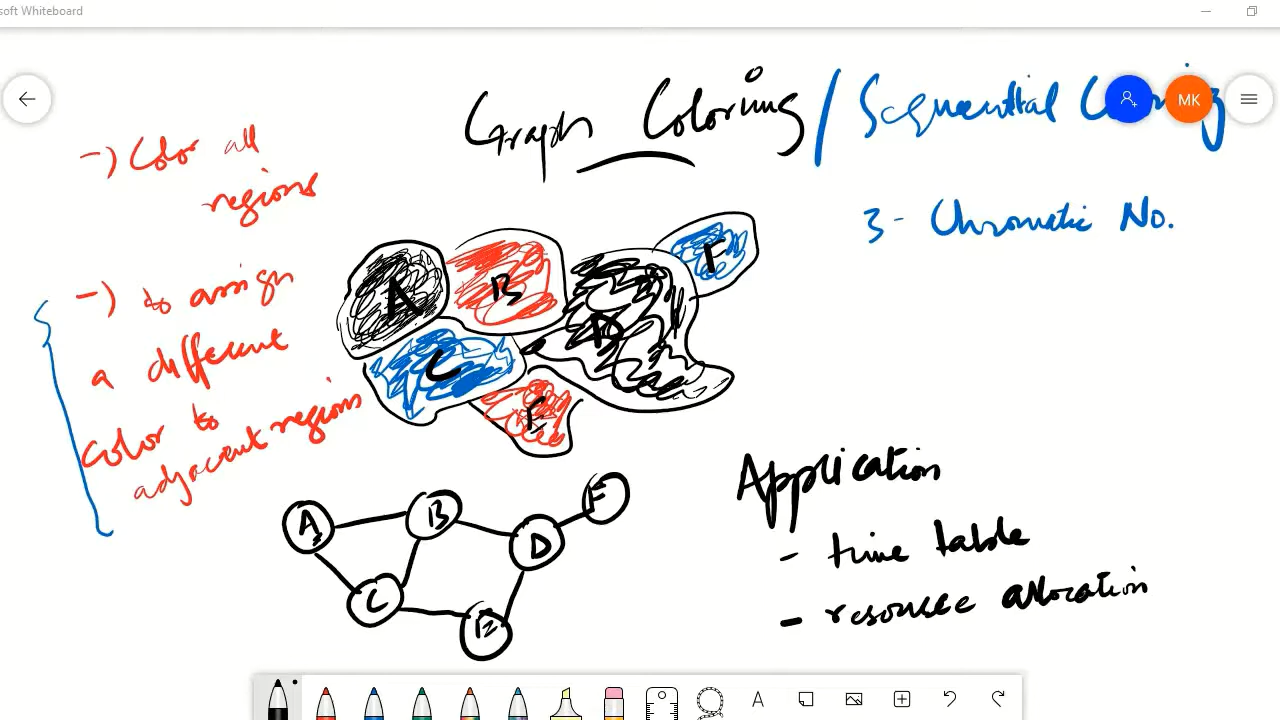 soft Whiteboard
Graph Coloring / Sequential
MK
-) Color all
regions
3 - Chromatic No.
-) to assign
a different
Color to
adjacent regions
A
B
C
D
E
F
A
B
C
D
E
F
Application
- time table
- resource allocation
A